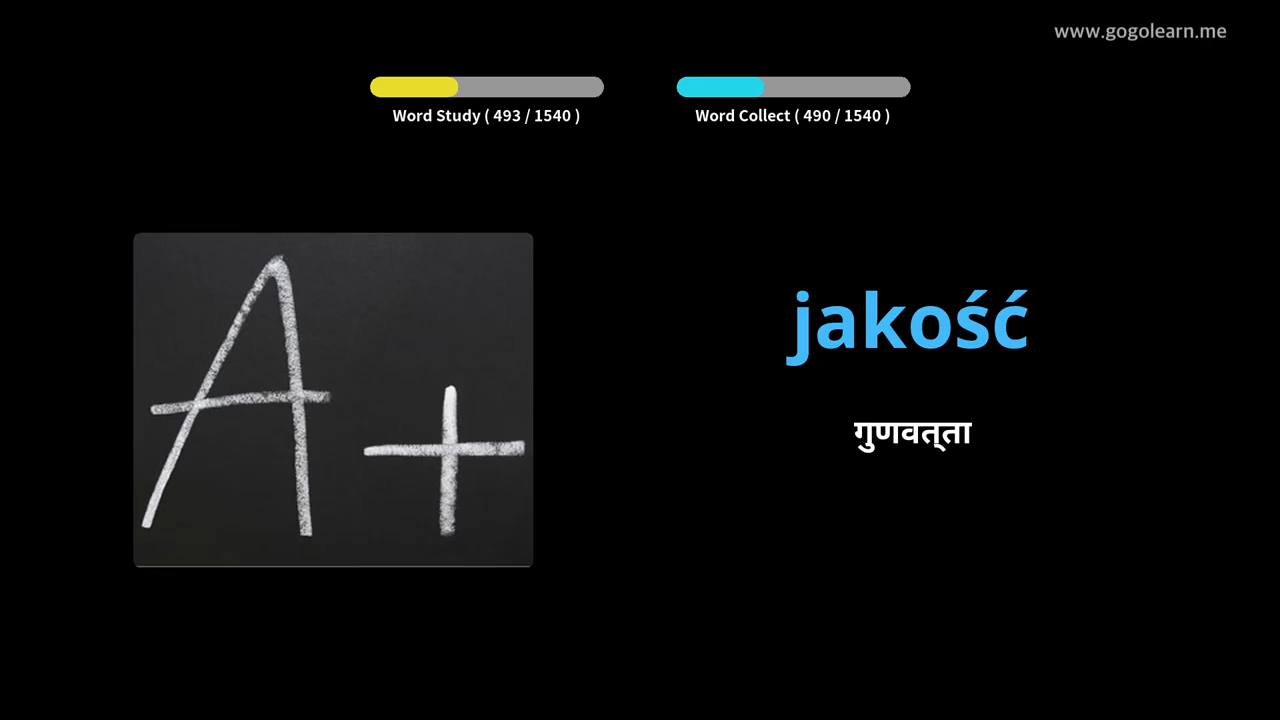 www.gogolearn.me
Word Study ( 493 / 1540 )
Word Collect ( 490 / 1540 )
A+
jakość
गुणवत्ता